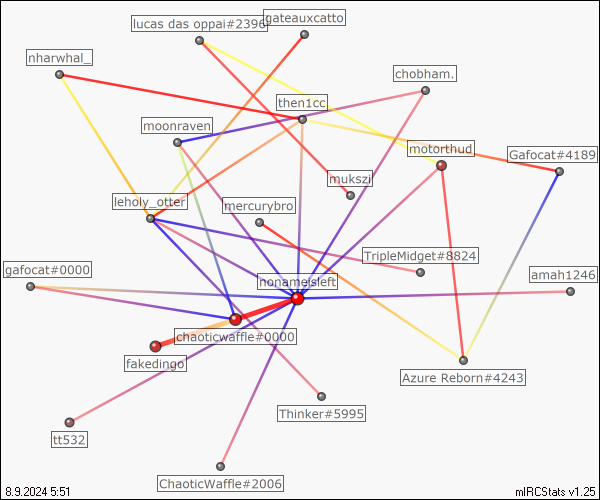 lucas das oppai#2396
gateauxcatto
nharwhal_
chobham.
then1cc
moonraven
motorthud
Gafocat#4189
mukszi
leholy_otter
mercurybro
TripleMidget#8824
gafocat#0000
nonameisleft
amah1246
chaoticwaffle#0000
fakedingo
Azure Reborn#4243
Thinker#5995
tt532
ChaoticWaffle#2006
8.9.2024 5:51
mIRCStats v1.25